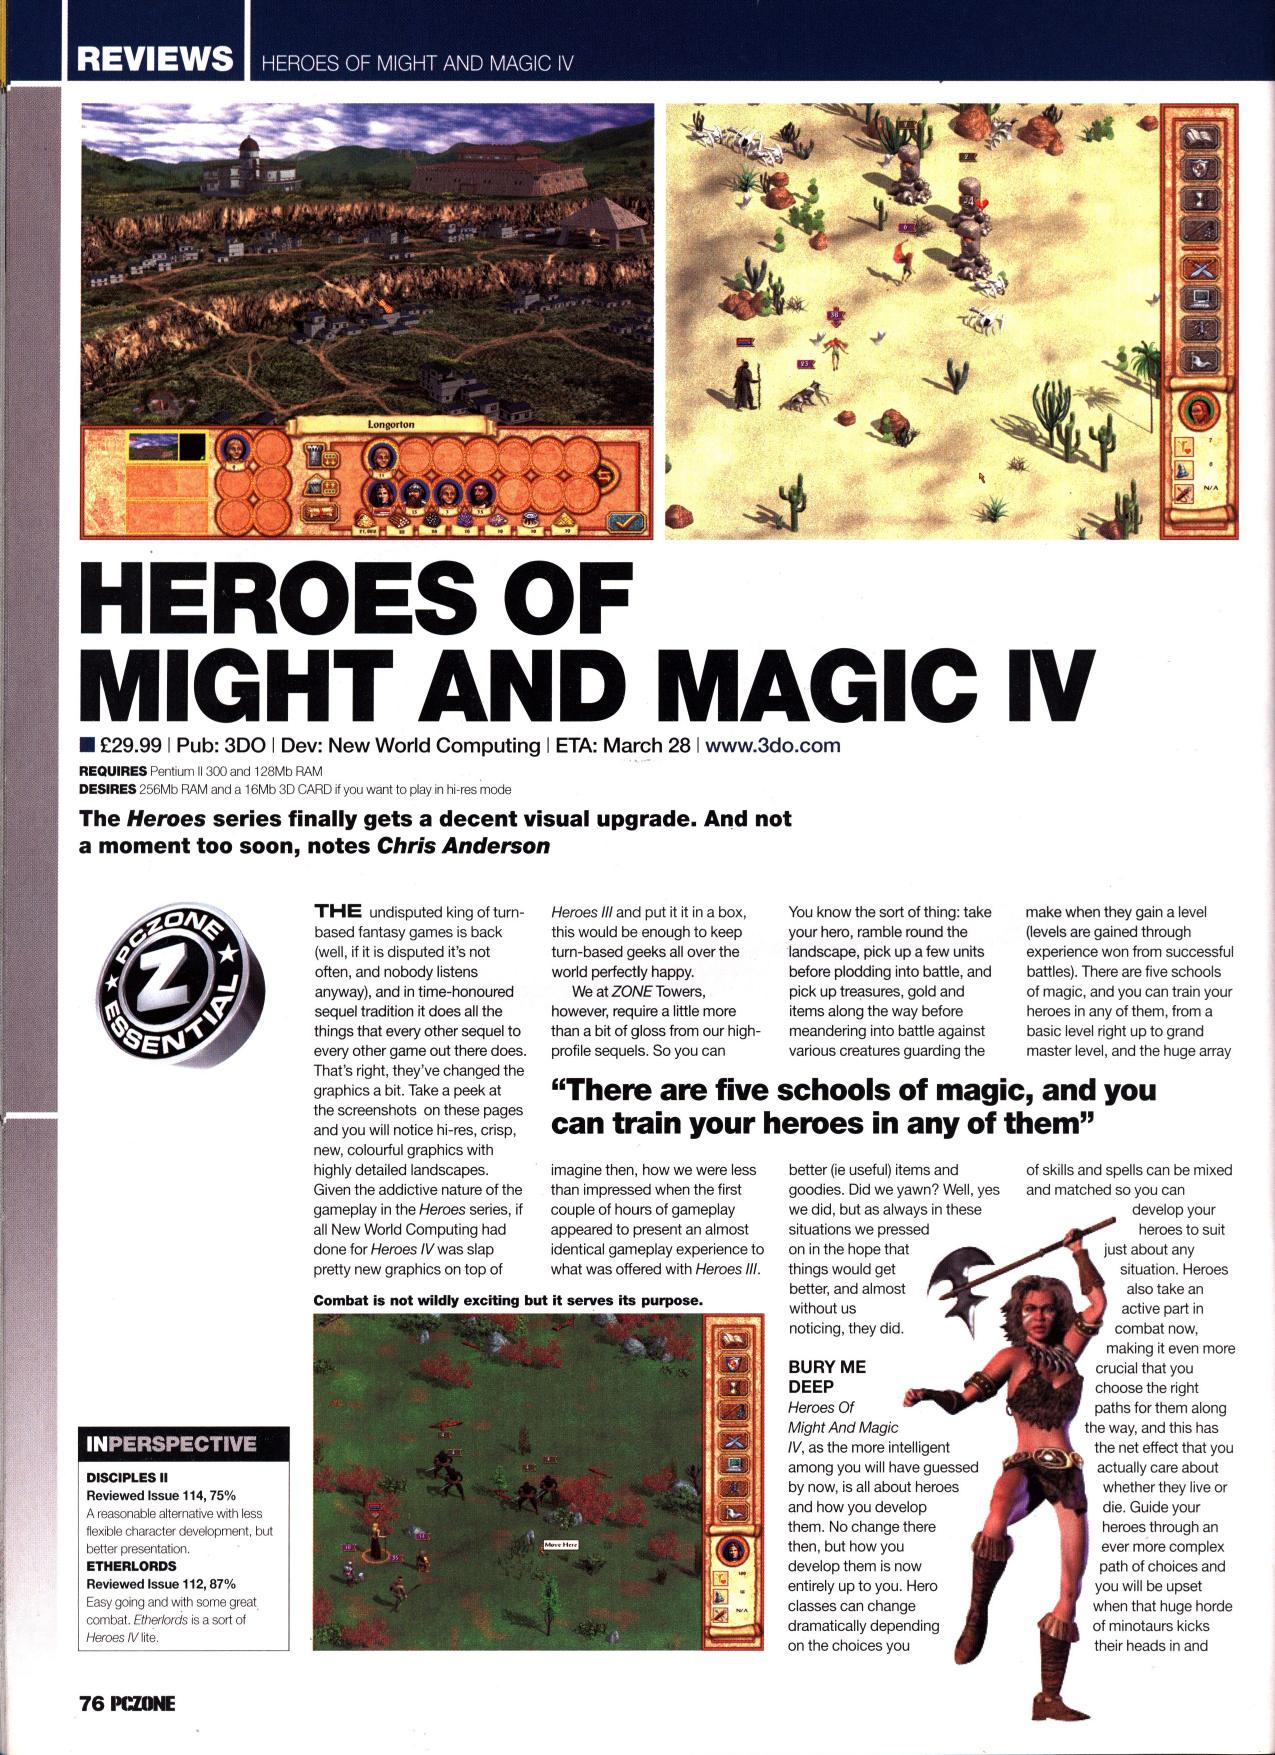 REVIEWS
HEROES OF MIGHT AND MAGIC IV
Longorton
HEROES OF
MIGHT AND MAGIC IV
£29.99 | Pub: 3DO | Dev: New World Computing | ETA: March 28 | www.3do.com
REQUIRES Pentium II 300 and 128Mb RAM
DESIRES 256Mb RAM and a 16Mb 3D CARD if you want to play in hi-res mode
The Heroes series finally gets a decent visual upgrade. And not
a moment too soon, notes Chris Anderson
PCZONE
Z
ESSENTIAL
THE undisputed king of turn-
based fantasy games is back
(well, if it is disputed it's not
often, and nobody listens
anyway), and in time-honoured
sequel tradition it does all the
things that every other sequel to
every other game out there does.
That's right, they've changed the
graphics a bit. Take a peek at
the screenshots on these pages
and you will notice hi-res, crisp,
new, colourful graphics with
highly detailed landscapes.
Given the addictive nature of the
gameplay in the Heroes series, if
all New World Computing had
done for Heroes IV was slap
pretty new graphics on top of
Heroes III and put it it in a box,
this would be enough to keep
turn-based geeks all over the
world perfectly happy.
We at ZONE Towers,
however, require a little more
than a bit of gloss from our high-
profile sequels. So you can
imagine then, how we were less
than impressed when the first
couple of hours of gameplay
appeared to present an almost
identical gameplay experience to
what was offered with Heroes III.
You know the sort of thing: take
your hero, ramble round the
landscape, pick up a few units
before plodding into battle, and
pick up treasures, gold and
items along the way before
meandering into battle against
various creatures guarding the
better (ie useful) items and
goodies. Did we yawn? Well, yes
we did, but as always in these
situations we pressed
on in the hope that
things would get
better, and almost
without us
noticing, they did.
BURY ME
DEEP
Heroes Of
Might And Magic
IV, as the more intelligent
among you will have guessed
by now, is all about heroes
and how you develop
them. No change there
then, but how you
develop them is now
entirely up to you. Hero
classes can change
dramatically depending
on the choices you
make when they gain a level
(levels are gained through
experience won from successful
battles). There are five schools
of magic, and you can train your
heroes in any of them, from a
basic level right up to grand
master level, and the huge array
of skills and spells can be mixed
and matched so you can
develop your
heroes to suit
just about any
situation. Heroes
also take an
active part in
combat now,
making it even more
crucial that you
choose the right
paths for them along
the way, and this has
the net effect that you
actually care about
whether they live or
die. Guide your
heroes through an
ever more complex
path of choices and
you will be upset
when that huge horde
of minotaurs kicks
their heads in and
“There are five schools of magic, and you
can train your heroes in any of them”
Combat is not wildly exciting but it serves its purpose.
Move Here
N/A
INPERSPECTIVE
DISCIPLES II
Reviewed Issue 114, 75%
A reasonable alternative with less
flexible character development, but
better presentation.
ETHERLORDS
Reviewed Issue 112, 87%
Easy going and with some great
combat. Etherlords is a sort of
Heroes IV lite.
76 PCZONE